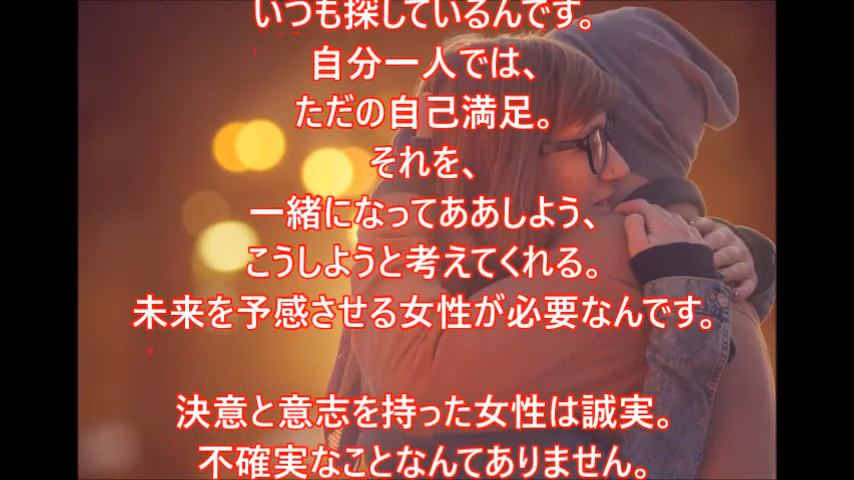 いつも探しているんです。
自分一人では、
ただの自己満足。
それを、
一緒になってああしよう、
こうしようと考えてくれる。
未来を予感させる女性が必要なんです。
決意と意志を持った女性は誠実。
不確実なことなんてありません。